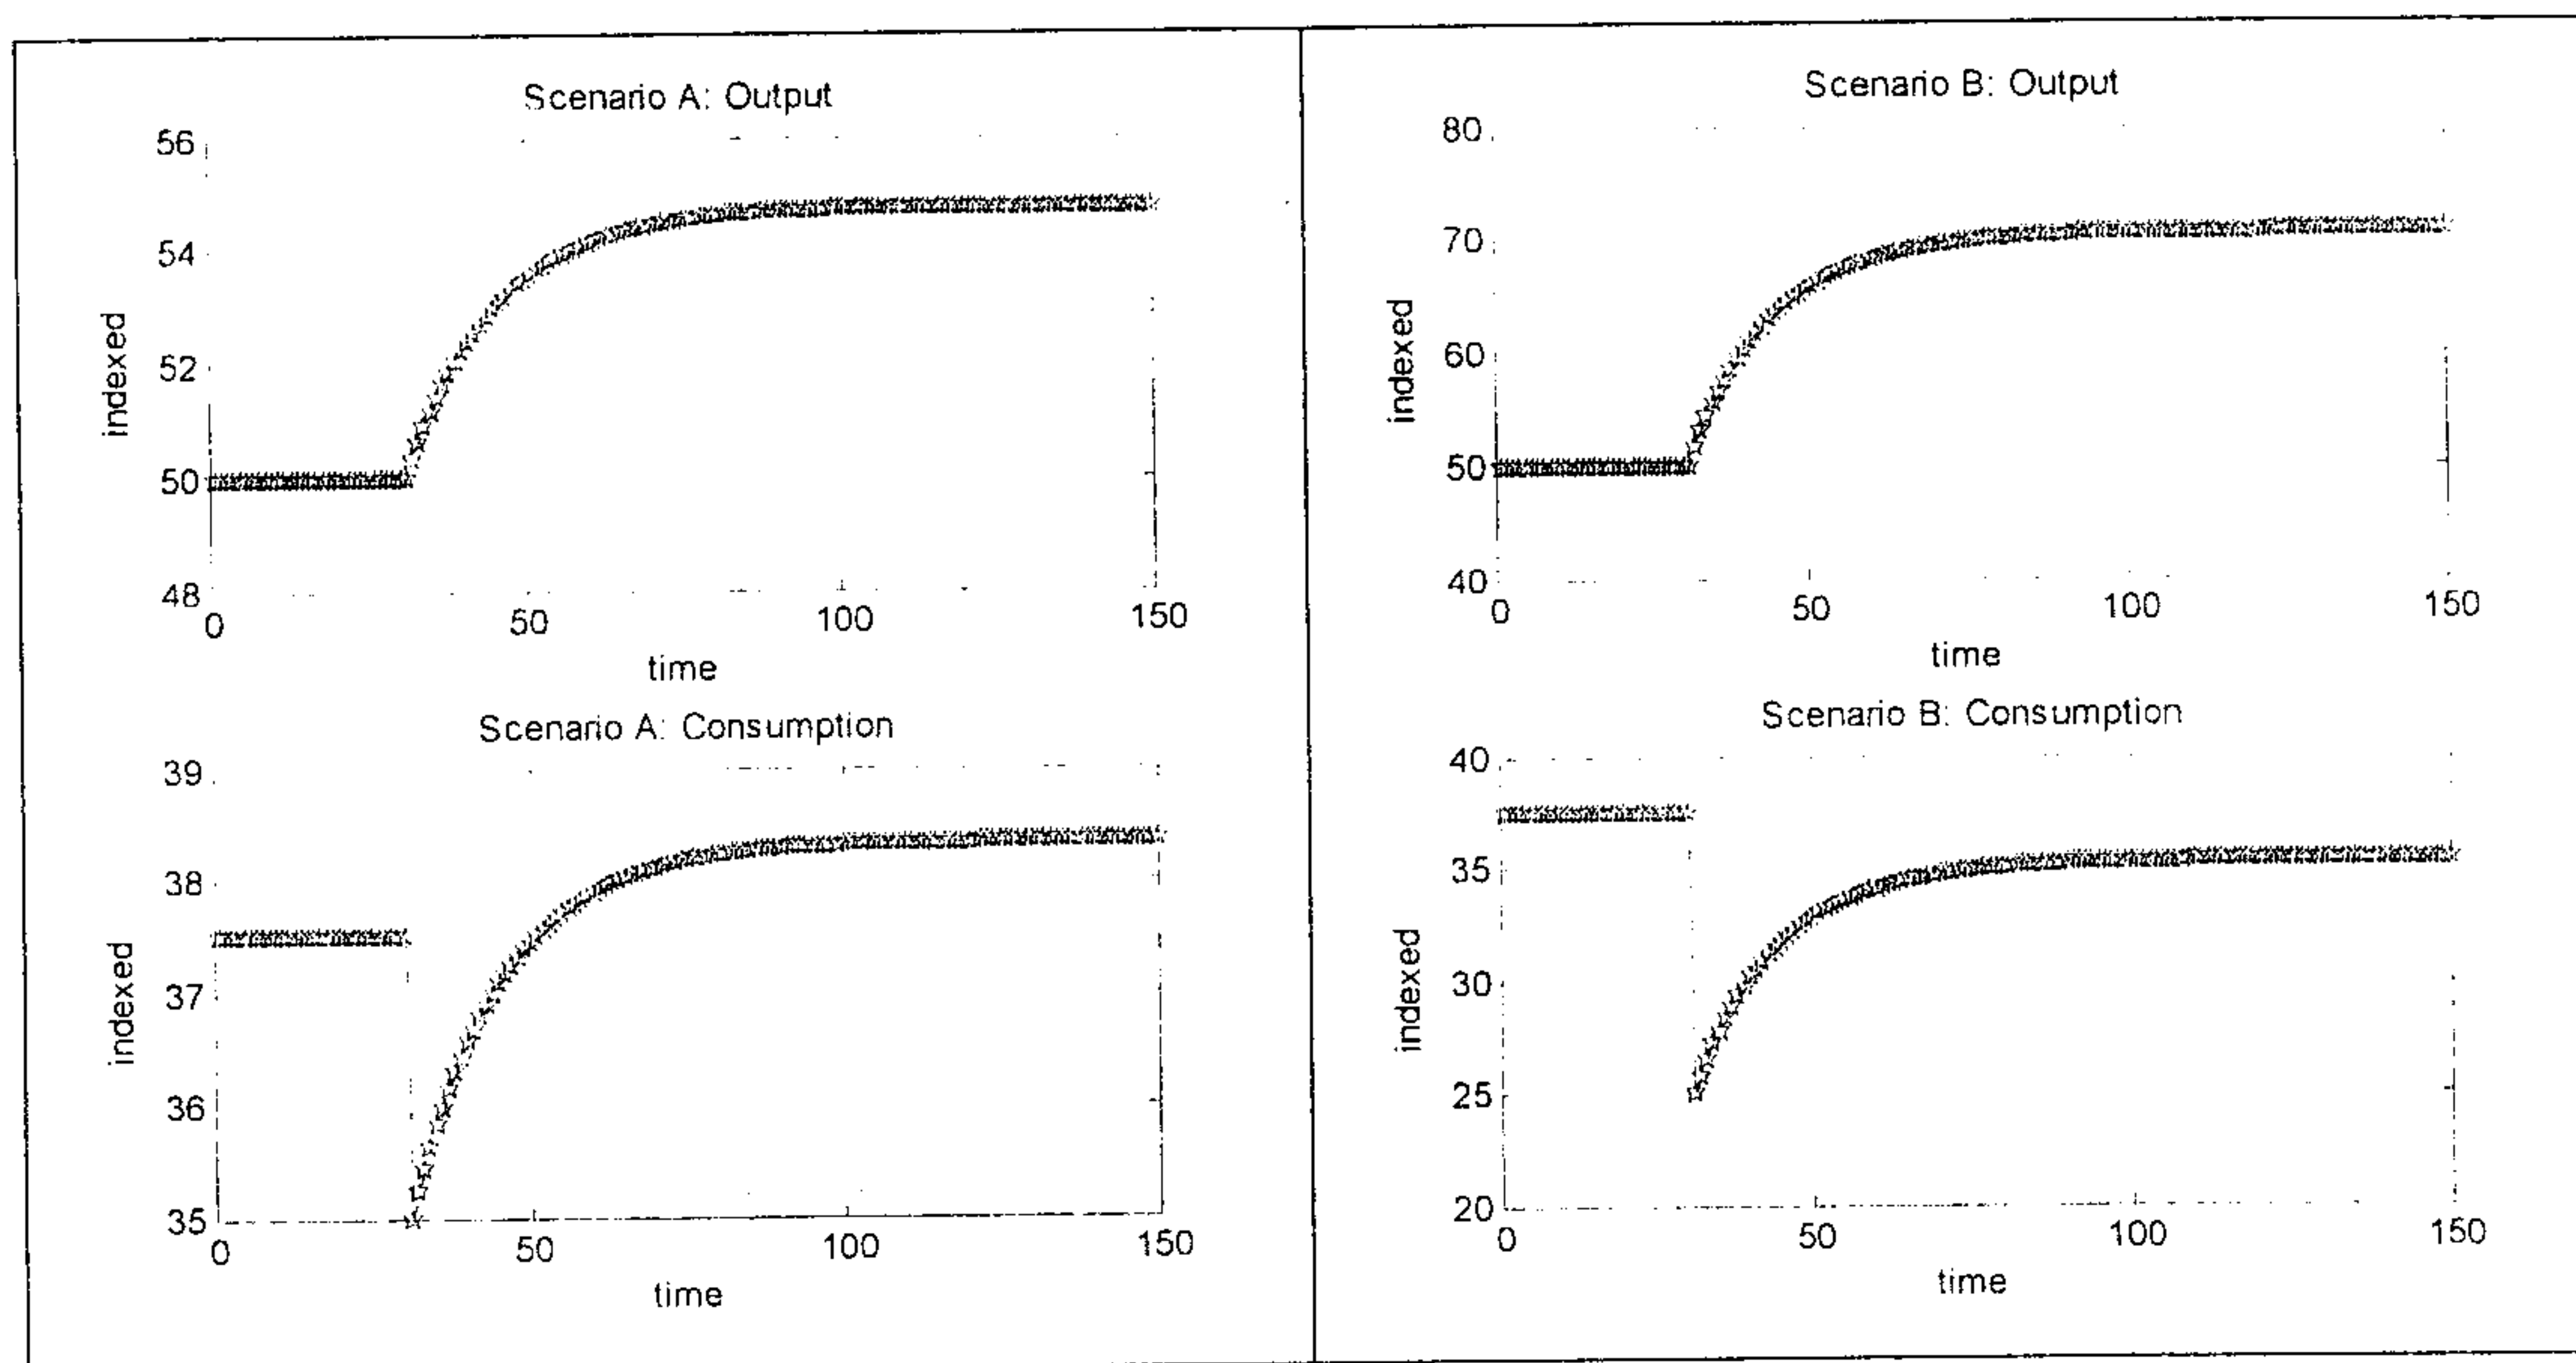 Scenario A: Output
56
54
52
50
48
indexed
0 50 100 150
time
Scenario A: Consumption
39
38
37
36
35
indexed
0 50 100 150
time
Scenario B: Output
80
70
60
50
40
indexed
0 50 100 150
time
Scenario B: Consumption
40
35
30
25
20
indexed
0 50 100 150
time